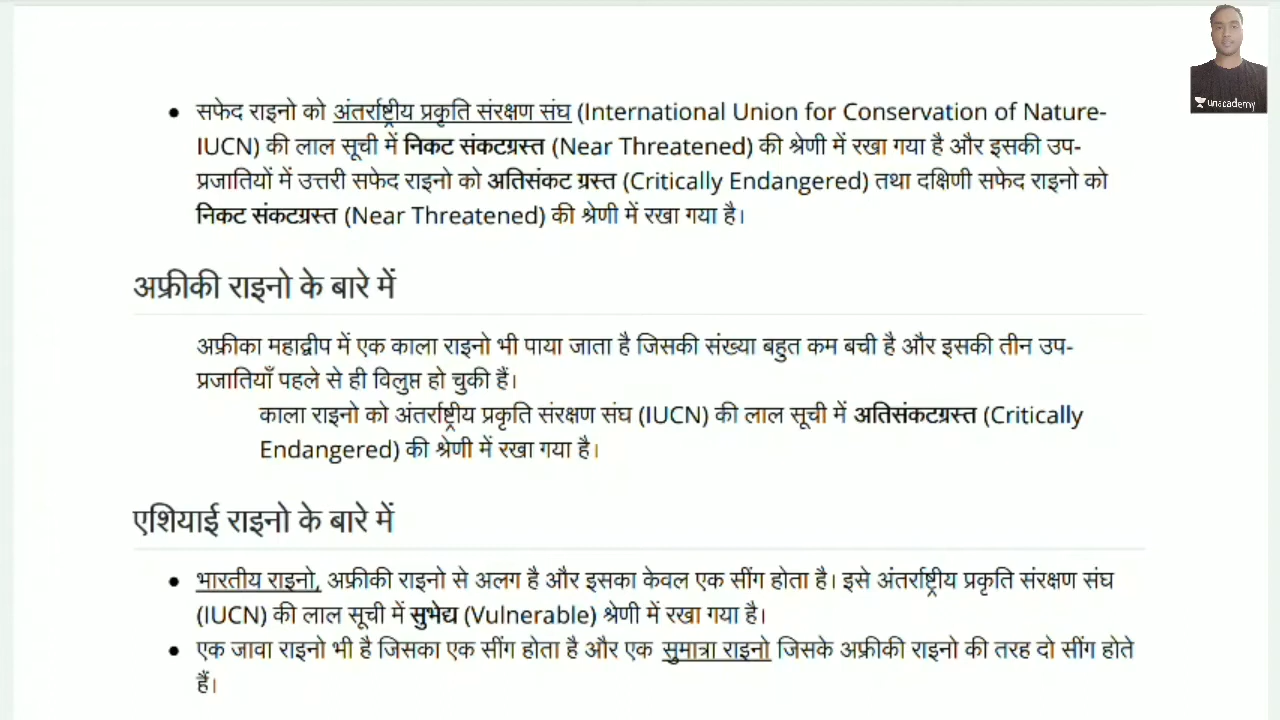 unacademy
सफेद राइनो को अंतर्राष्ट्रीय प्रकृति संरक्षण संघ (International Union for Conservation of Nature-
IUCN) की लाल सूची में निकट संकटग्रस्त (Near Threatened) की श्रेणी में रखा गया है और इसकी उप-
प्रजातियों में उत्तरी सफेद राइनो को अतिसंकट ग्रस्त (Critically Endangered) तथा दक्षिणी सफेद राइनो को
निकट संकटग्रस्त (Near Threatened) की श्रेणी में रखा गया है।
अफ्रीकी राइनो के बारे में
अफ्रीका महाद्वीप में एक काला राइनो भी पाया जाता है जिसकी संख्या बहुत कम बची है और इसकी तीन उप-
प्रजातियाँ पहले से ही विलुप्त हो चुकी हैं।
काला राइनो को अंतर्राष्ट्रीय प्रकृति संरक्षण संघ (IUCN) की लाल सूची में अतिसंकटग्रस्त (Critically
Endangered) की श्रेणी में रखा गया है।
एशियाई राइनो के बारे में
भारतीय राइनो, अफ्रीकी राइनो से अलग है और इसका केवल एक सींग होता है। इसे अंतर्राष्ट्रीय प्रकृति संरक्षण संघ
(IUCN) की लाल सूची में सुभेद्य (Vulnerable) श्रेणी में रखा गया है।
एक जावा राइनो भी है जिसका एक सींग होता है और एक सुमात्रा राइनो जिसके अफ्रीकी राइनो की तरह दो सींग होते
हैं।